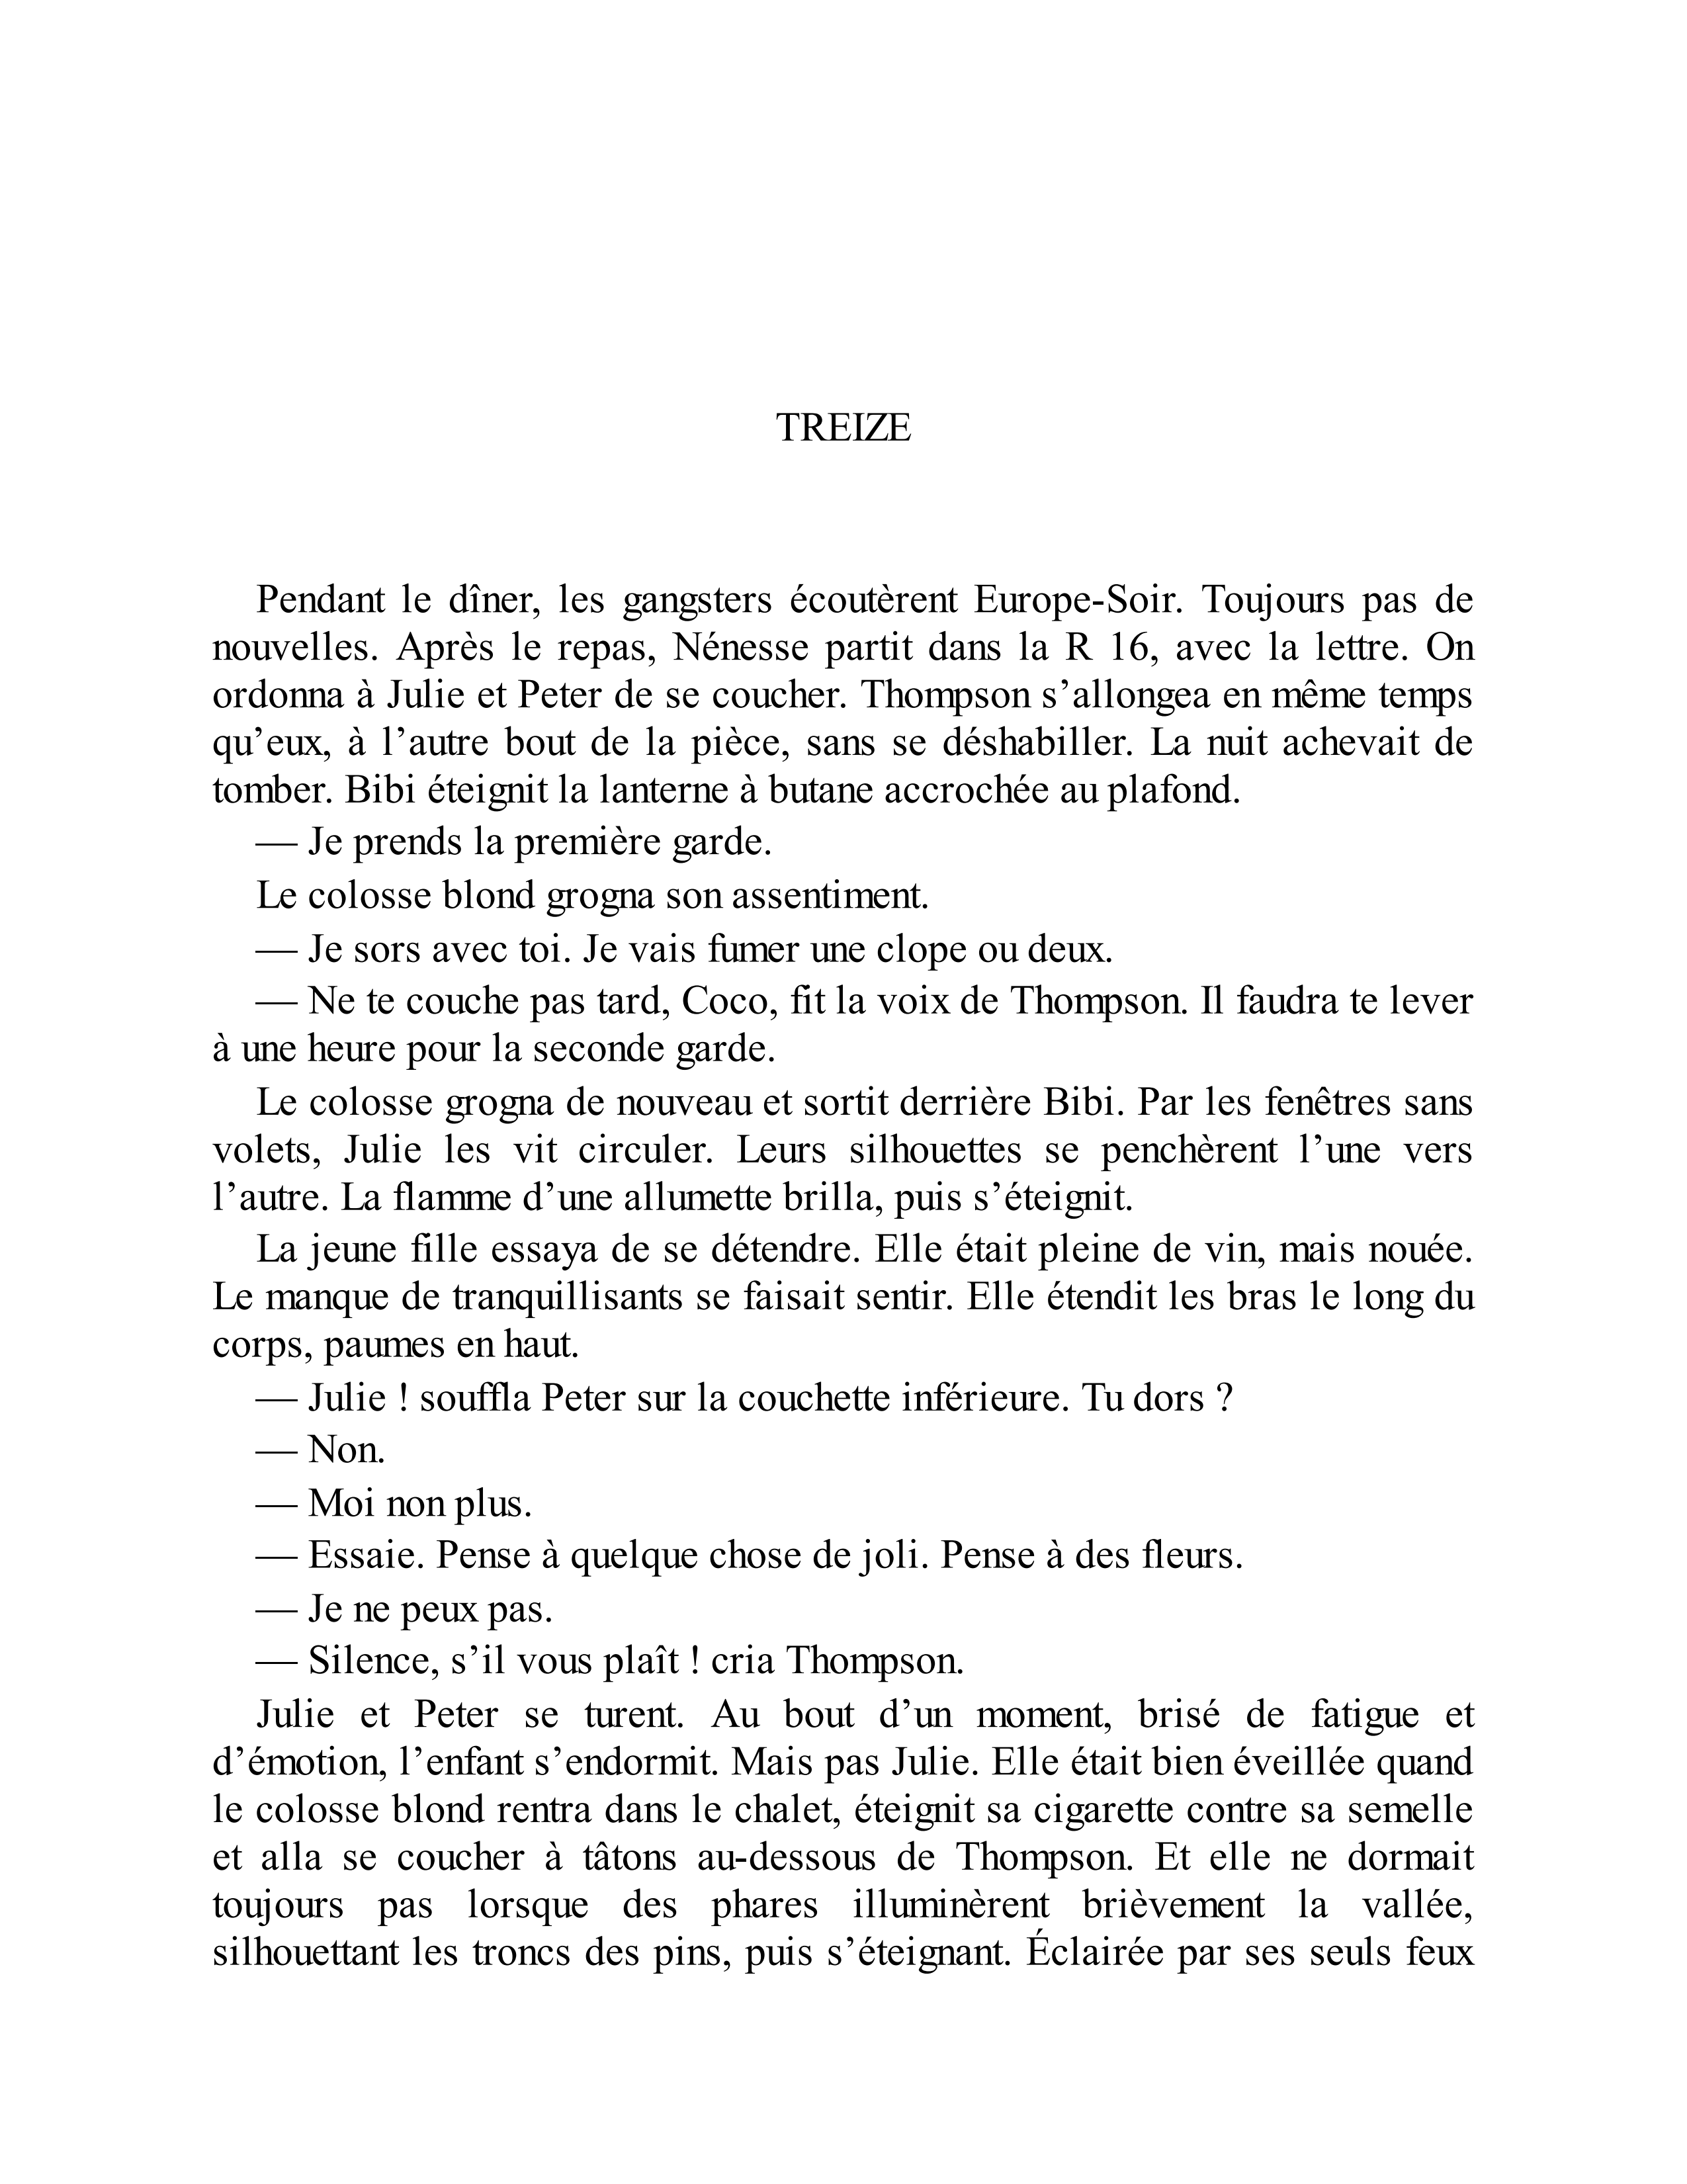 TREIZE
Pendant le dîner, les gangsters écoutèrent Europe-Soir. Toujours pas de
nouvelles. Après le repas, Nénesse partit dans la R 16, avec la lettre. On
ordonna à Julie et Peter de se coucher. Thompson s’allongea en même temps
qu’eux, à l’autre bout de la pièce, sans se déshabiller. La nuit achevait de
tomber. Bibi éteignit la lanterne à butane accrochée au plafond.
— Je prends la première garde.
Le colosse blond grogna son assentiment.
— Je sors avec toi. Je vais fumer une clope ou deux.
— Ne te couche pas tard, Coco, fit la voix de Thompson. Il faudra te lever
à une heure pour la seconde garde.
Le colosse grogna de nouveau et sortit derrière Bibi. Par les fenêtres sans
volets, Julie les vit circuler. Leurs silhouettes se penchèrent l’une vers
l’autre. La flamme d’une allumette brilla, puis s’éteignit.
La jeune fille essaya de se détendre. Elle était pleine de vin, mais nouée.
Le manque de tranquillisants se faisait sentir. Elle étendit les bras le long du
corps, paumes en haut.
— Julie ! souffla Peter sur la couchette inférieure. Tu dors ?
— Non.
— Moi non plus.
— Essaie. Pense à quelque chose de joli. Pense à des fleurs.
— Je ne peux pas.
— Silence, s’il vous plaît ! cria Thompson.
Julie et Peter se turent. Au bout d’un moment, brisé de fatigue et
d’émotion, l’enfant s’endormit. Mais pas Julie. Elle était bien éveillée quand
le colosse blond rentra dans le chalet, éteignit sa cigarette contre sa semelle
et alla se coucher à tâtons au-dessous de Thompson. Et elle ne dormait
toujours pas lorsque des phares illuminèrent brièvement la vallée,
silhouettant les troncs des pins, puis s’éteignant. Éclairée par ses seuls feux